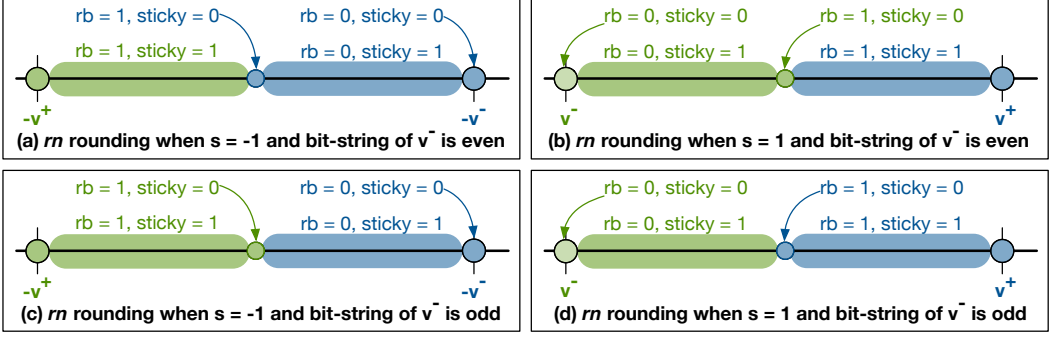 rb = 1, sticky = 0 rb = 0, sticky = 0
rb = 1, sticky = 1 rb = 0, sticky = 1
-v⁺ -v⁻
(a) rn rounding when s = -1 and bit-string of v⁻ is even
rb = 0, sticky = 0 rb = 1, sticky = 0
rb = 0, sticky = 1 rb = 1, sticky = 1
v⁻ v⁺
(b) rn rounding when s = 1 and bit-string of v⁻ is even
rb = 1, sticky = 0 rb = 0, sticky = 0
rb = 1, sticky = 1 rb = 0, sticky = 1
-v⁺ -v⁻
(c) rn rounding when s = -1 and bit-string of v⁻ is odd
rb = 0, sticky = 0 rb = 1, sticky = 0
rb = 0, sticky = 1 rb = 1, sticky = 1
v⁻ v⁺
(d) rn rounding when s = 1 and bit-string of v⁻ is odd